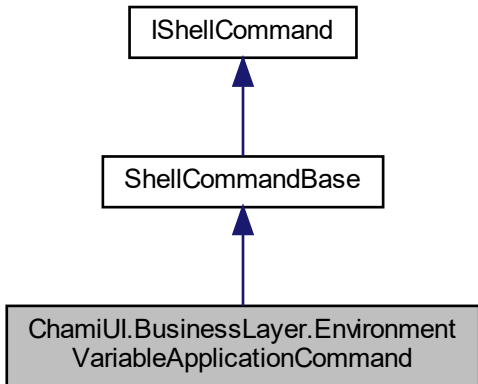 IShellCommand
ShellCommandBase
ChamiUI.BusinessLayer.Environment
VariableApplicationCommand